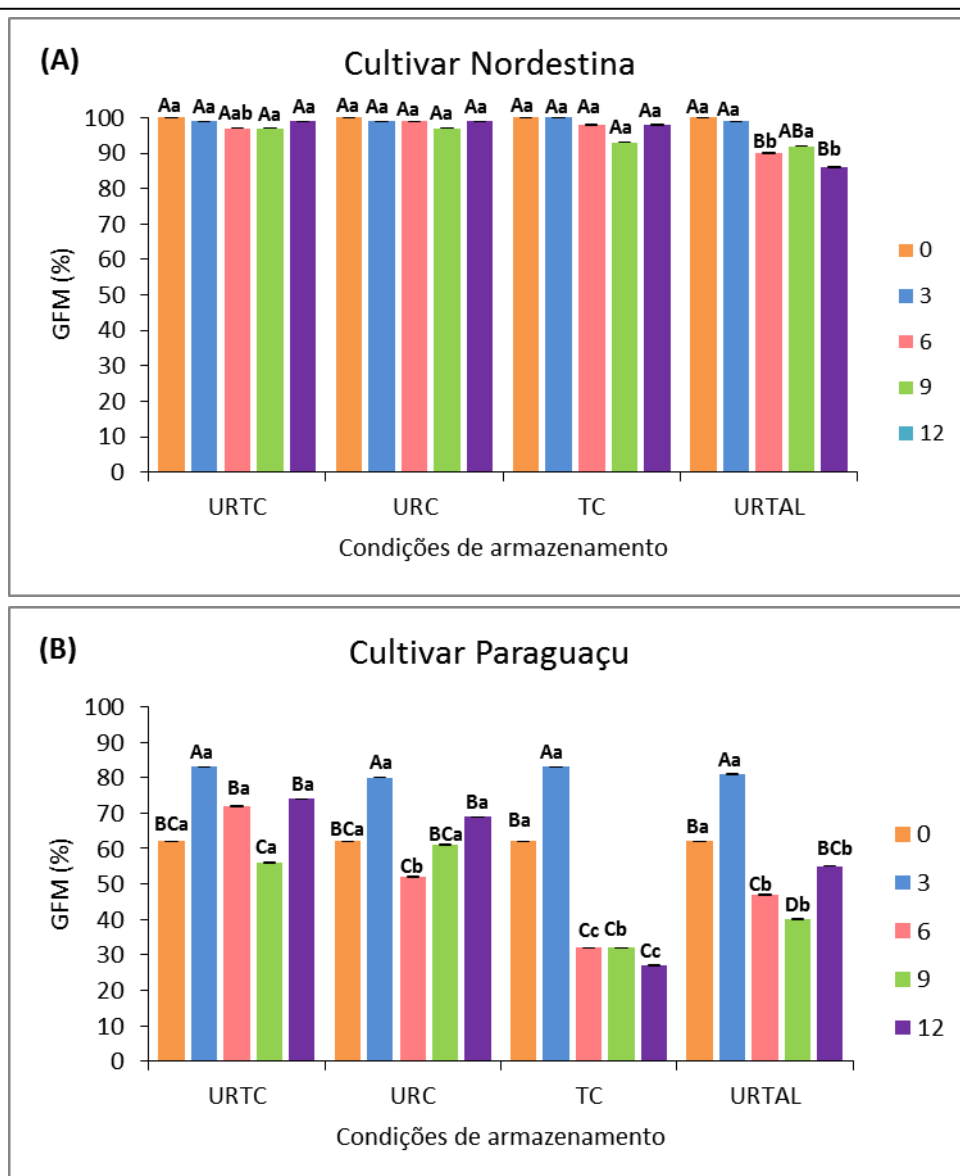 (A)
Cultivar Nordestina
Aa Aa Aab Aa Aa Aa Aa Aa Aa Aa Aa Aa Aa Aa Aa Aa Aa Bb ABa Bb
100
90
80
70
60
50
40
30
20
10
0
GFM (%)
URTC URC TC URTAL
Condições de armazenamento
0
3
6
9
12
(B)
Cultivar Paraguaçu
BCa Aa Ba Ca Ba BCa Aa Cb BCa Ba Ba Aa Cc Cb Cc Ba Aa Cb Db BCb
100
90
80
70
60
50
40
30
20
10
0
GFM (%)
URTC URC TC URTAL
Condições de armazenamento
0
3
6
9
12